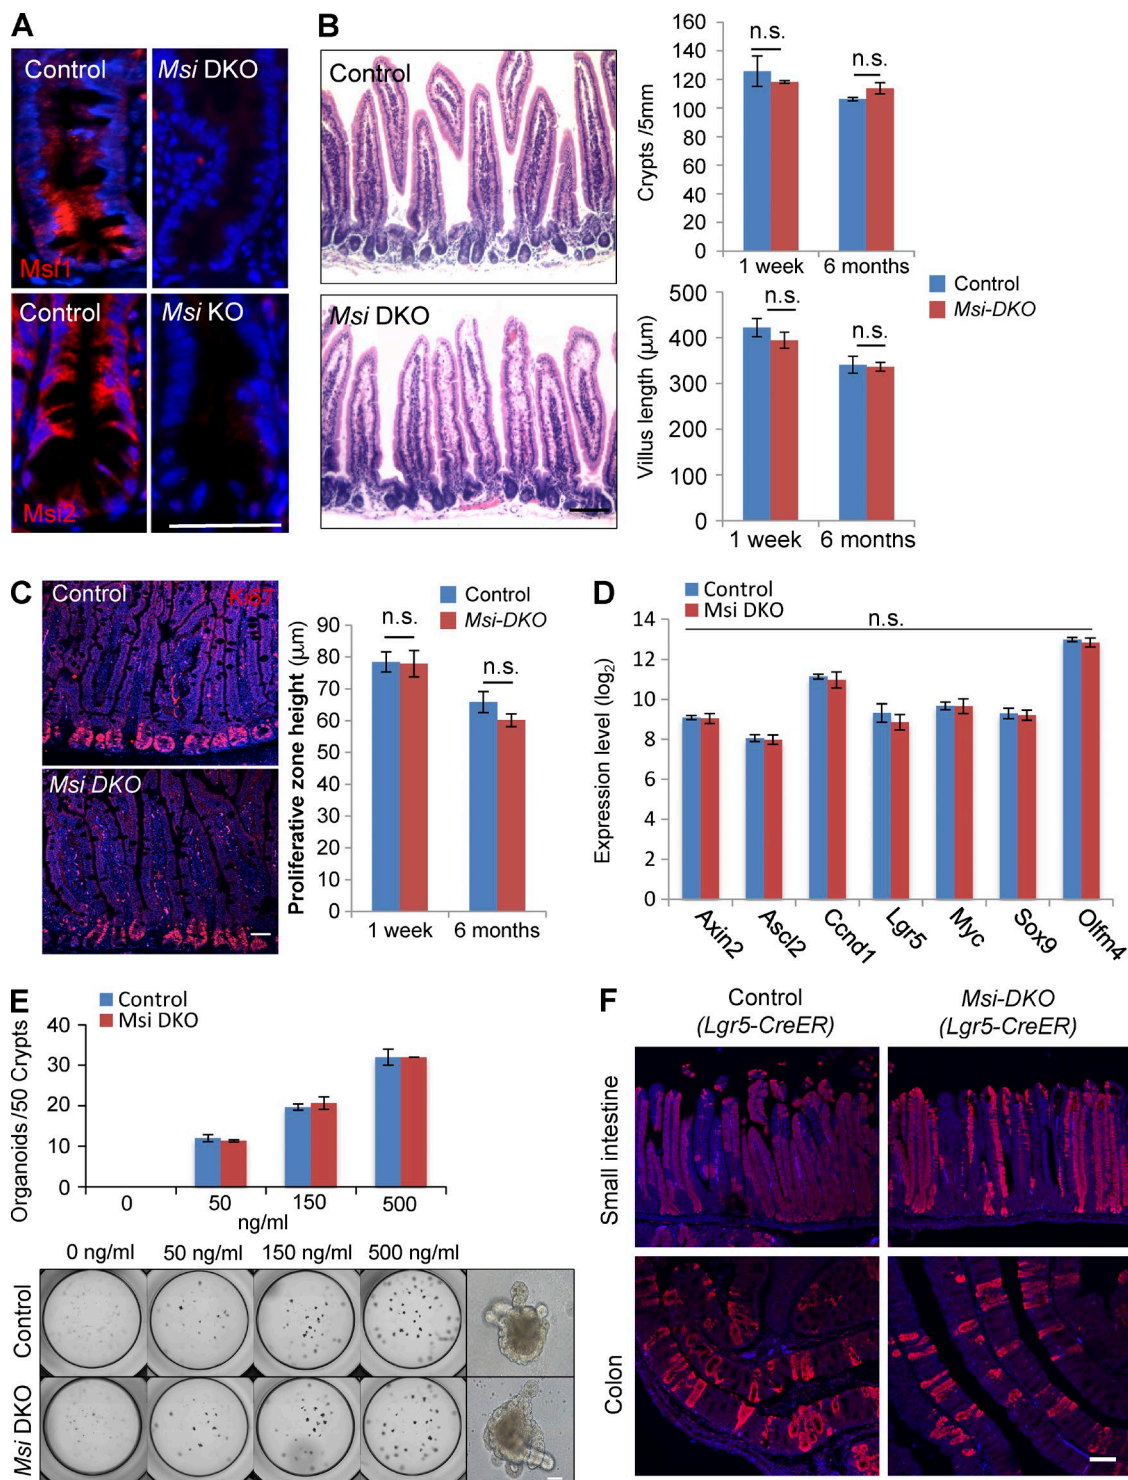 A
Control
Msi DKO
Msi1
Control
Msi KO
Msi2
B
Control
Msi DKO
160
140
120
100
80
60
40
20
0
Crypts /5mm
n.s.
n.s.
1 week
6 months
Control
Msi-DKO
500
400
300
200
100
0
Villus length (μm)
n.s.
n.s.
1 week
6 months
C
Control
Ki67
Msi DKO
Control
Msi-DKO
90
80
70
60
50
40
30
20
10
0
Proliferative zone height (μm)
n.s.
n.s.
1 week
6 months
D
Control
Msi DKO
14
12
10
8
6
4
2
0
Expression level (log2)
n.s.
Axin2
Ascl2
Ccnd1
Lgr5
Myc
Sox9
Olfm4
E
Control
Msi DKO
40
30
20
10
0
Organoids /50 Crypts
0
50
150
500
ng/ml
0 ng/ml
50 ng/ml
150 ng/ml
500 ng/ml
Control
Msi DKO
F
Control
(Lgr5-CreER)
Msi-DKO
(Lgr5-CreER)
Small intestine
Colon